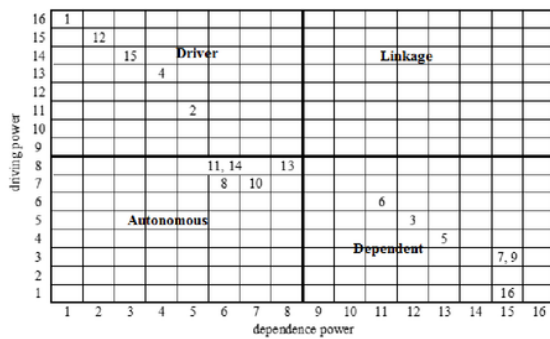 16 1
15 12
14 15 Driver Linkage
13 4
12
11 2
10
9
8 11, 14 13
7 8 10
6 6
5 Autonomous 3
4 5 Dependent
3 7, 9
2
1 16
1 2 3 4 5 6 7 8 9 10 11 12 13 14 15 16
dependence power
driving power